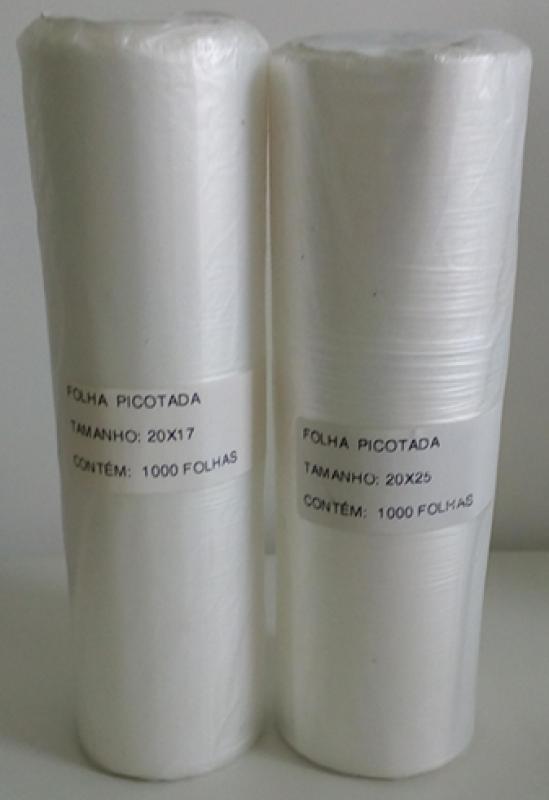 FOLHA PICOTADA
TAMANHO: 20X17
CONTÉM: 1000 FOLHAS
FOLHA PICOTADA
TAMANHO: 20X25
CONTÉM: 1000 FOLHAS